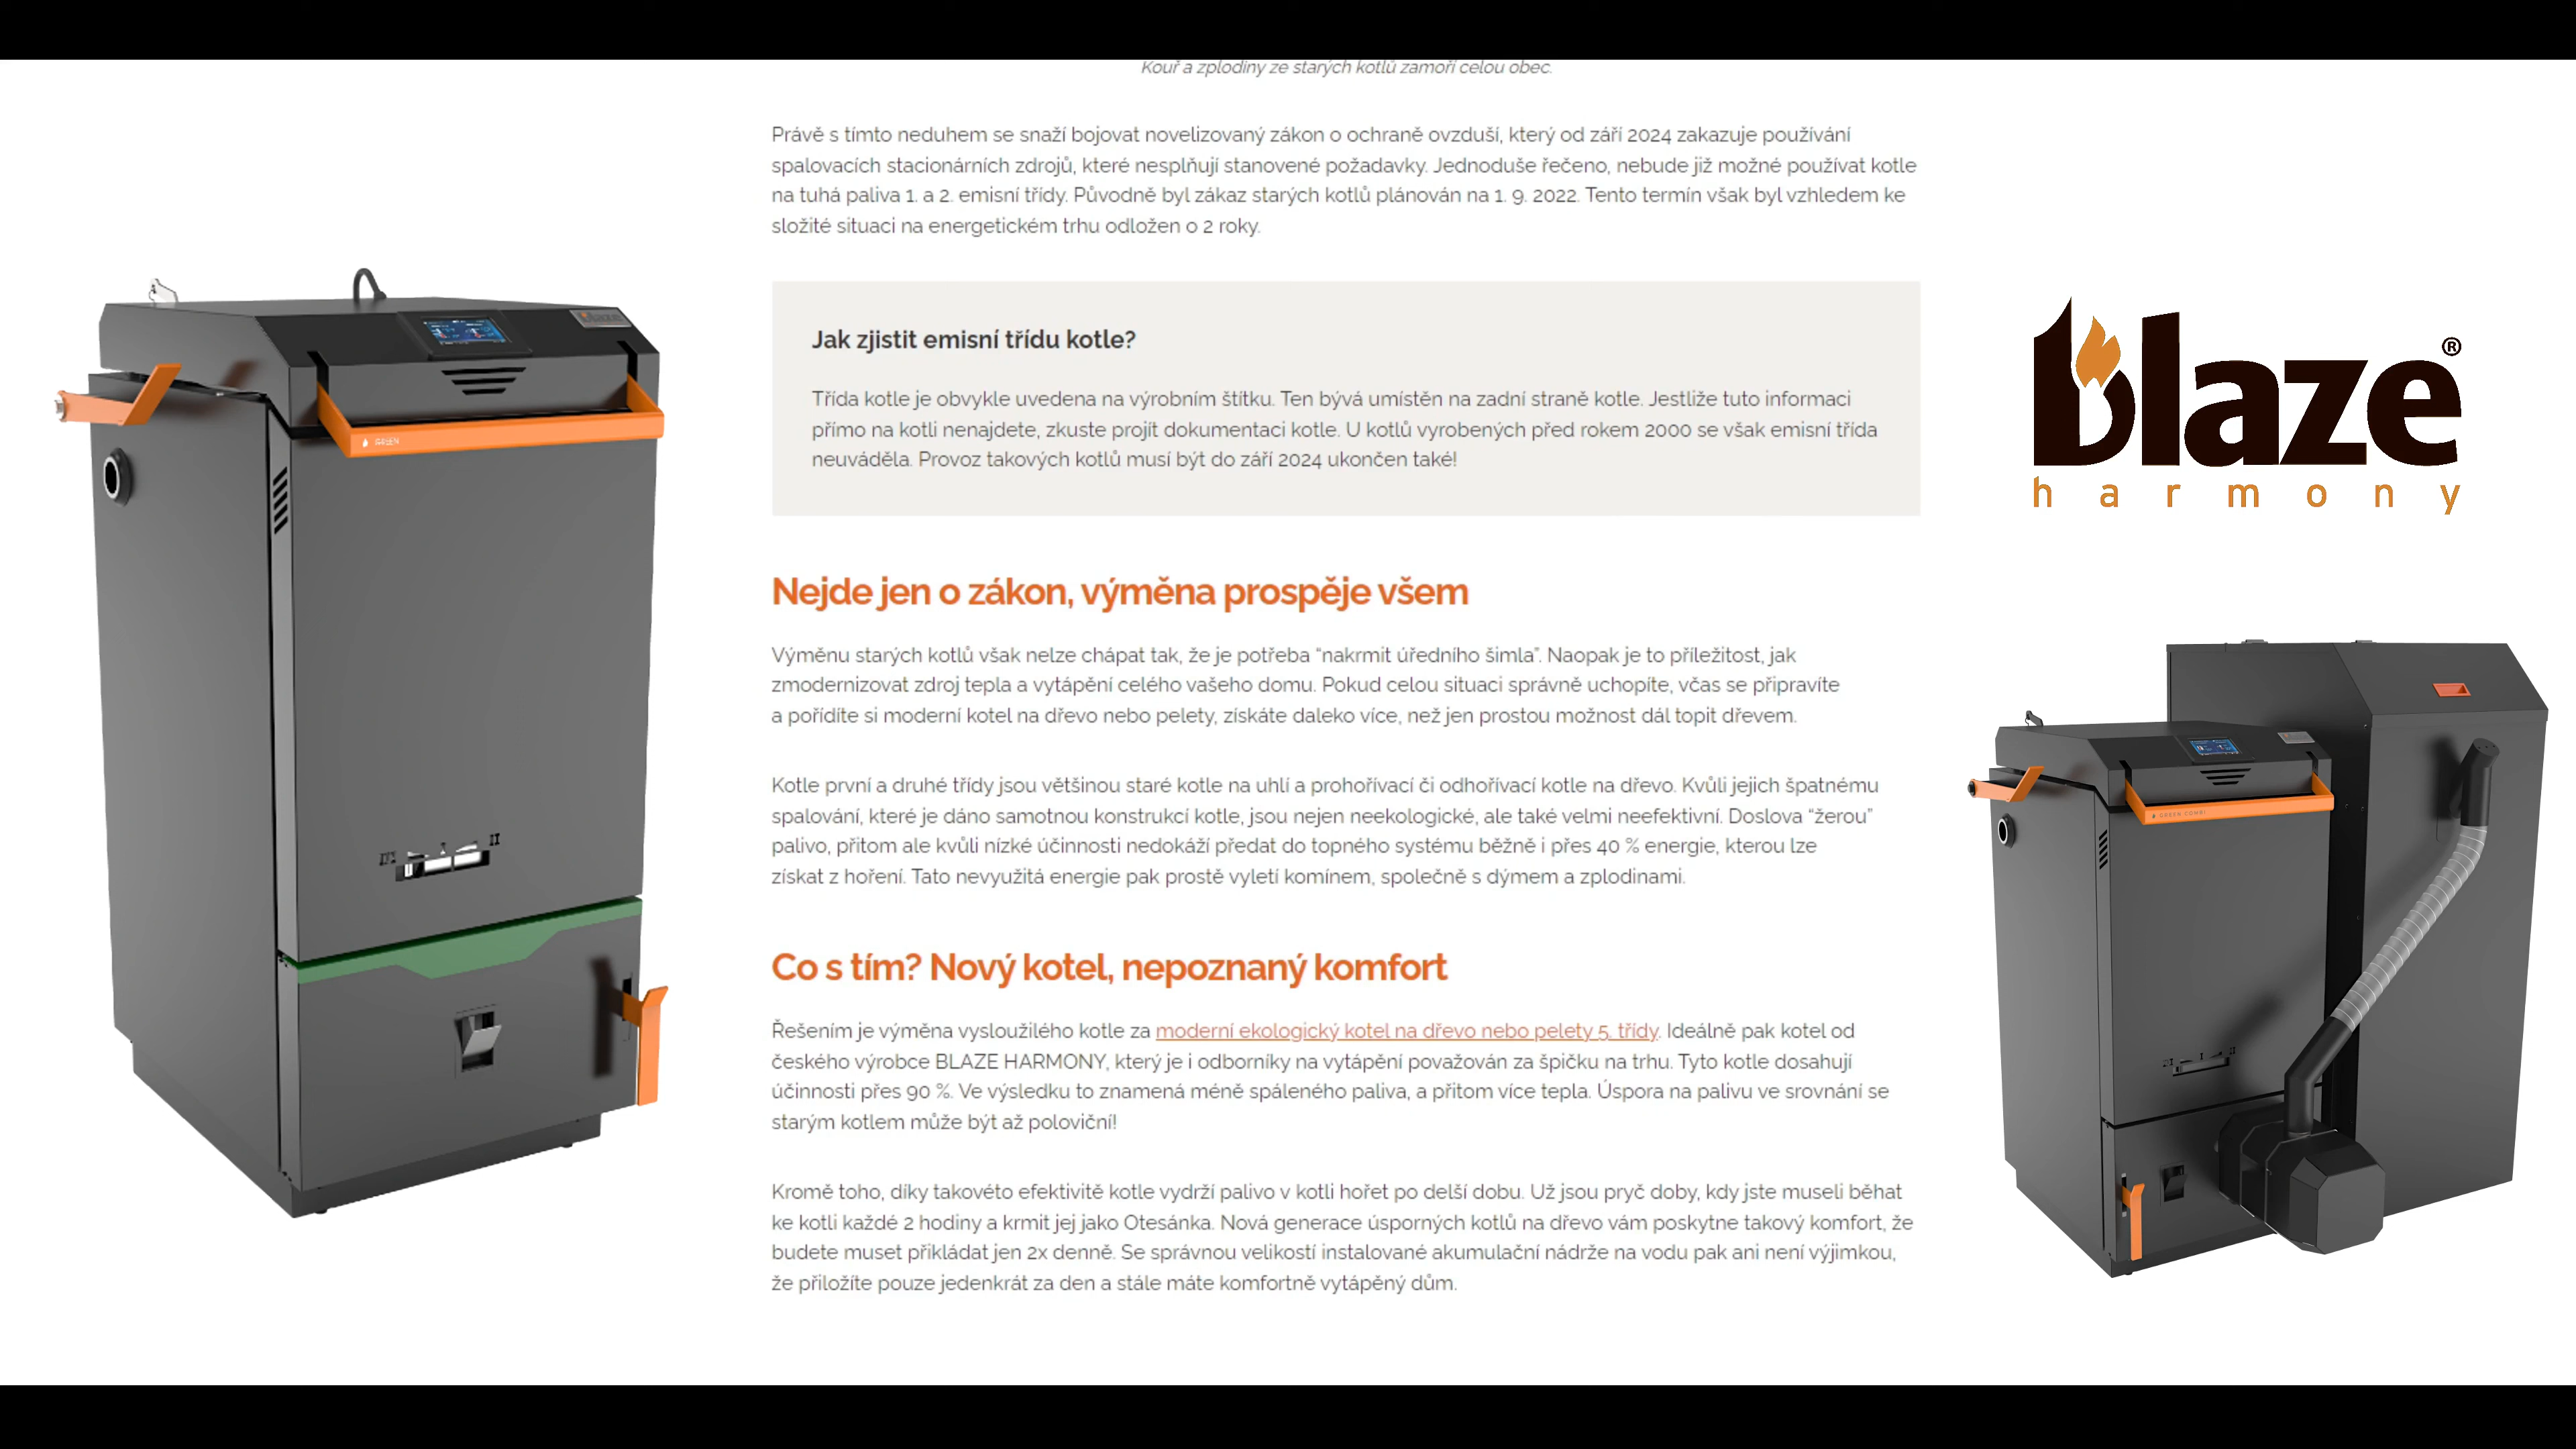 Kouř a zplodiny ze starých kotlů zamoří celou obec.
Právě s tímto neduhem se snaží bojovat novelizovaný zákon o ochraně ovzduší, který od září 2024 zakazuje používání
spalovacích stacionárních zdrojů, které nesplňují stanovené požadavky. Jednoduše řečeno, nebude již možné používat kotle
na tuhá paliva 1. a 2. emisní třídy. Původně byl zákaz starých kotlů plánován na 1. 9. 2022. Tento termín však byl vzhledem ke
složité situaci na energetickém trhu odložen o 2 roky.
Jak zjistit emisní třídu kotle?
Třída kotle je obvykle uvedena na výrobním štítku. Ten bývá umístěn na zadní straně kotle. Jestliže tuto informaci
přímo na kotli nenajdete, zkuste projít dokumentaci kotle. U kotlů vyrobených před rokem 2000 se však emisní třída
neuváděla. Provoz takových kotlů musí být do září 2024 ukončen také!
Nejde jen o zákon, výměna prospěje všem
Výměnu starých kotlů však nelze chápat tak, že je potřeba “nakrmit úředního šimla”. Naopak je to příležitost, jak
zmodernizovat zdroj tepla a vytápění celého vašeho domu. Pokud celou situaci správně uchopíte, včas se připravíte
a pořídíte si moderní kotel na dřevo nebo pelety, získáte daleko více, než jen prostou možnost dál topit dřevem.
Kotle první a druhé třídy jsou většinou staré kotle na uhlí a prohořívací či odhořívací kotle na dřevo. Kvůli jejich špatnému
spalování, které je dáno samotnou konstrukcí kotle, jsou nejen neekologické, ale také velmi neefektivní. Doslova “žerou”
palivo, přitom ale kvůli nízké účinnosti nedokáží předat do topného systému běžně i přes 40 % energie, kterou lze
získat z hoření. Tato nevyužitá energie pak prostě vyletí komínem, společně s dýmem a zplodinami.
Co s tím? Nový kotel, nepoznaný komfort
Řešením je výměna vysloužilého kotle za moderní ekologický kotel na dřevo nebo pelety 5. třídy. Ideálně pak kotel od
českého výrobce BLAZE HARMONY, který je i odborníky na vytápění považován za špičku na trhu. Tyto kotle dosahují
účinnosti přes 90 %. Ve výsledku to znamená méně spáleného paliva, a přitom více tepla. Úspora na palivu ve srovnání se
starým kotlem může být až poloviční!
Kromě toho, díky takovéto efektivitě kotle vydrží palivo v kotli hořet po delší dobu. Už jsou pryč doby, kdy jste museli běhat
ke kotli každé 2 hodiny a krmit jej jako Otesánka. Nová generace úsporných kotlů na dřevo vám poskytne takový komfort, že
budete muset přikládat jen 2x denně. Se správnou velikostí instalované akumulační nádrže na vodu pak ani není výjimkou,
že přiložíte pouze jedenkrát za den a stále máte komfortně vytápěný dům.
blaze®
harmony
blaze
GREEN
I
II
GREEN COMBI